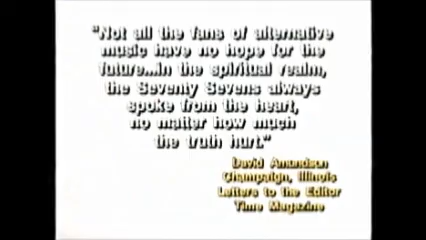 "Not all the fans of alternative
music have no hope for the
future...in the spiritual realm,
the Seventy Sevens always
spoke from the heart,
no matter how much
the truth hurt."
David Amundson
Champaign, Illinois
Letters to the Editor
Time Magazine